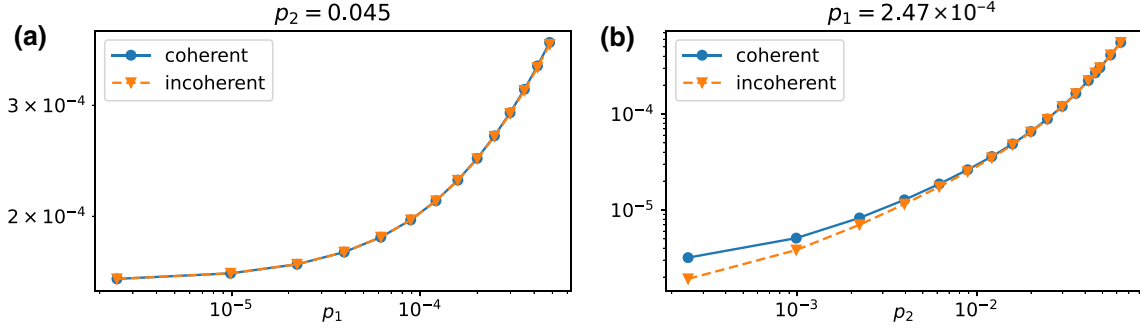 (a)
p₂ = 0.045
coherent
incoherent
3 × 10⁻⁴
2 × 10⁻⁴
10⁻⁵
10⁻⁴
p₁
(b)
p₁ = 2.47×10⁻⁴
coherent
incoherent
10⁻⁴
10⁻⁵
10⁻³
10⁻²
p₂